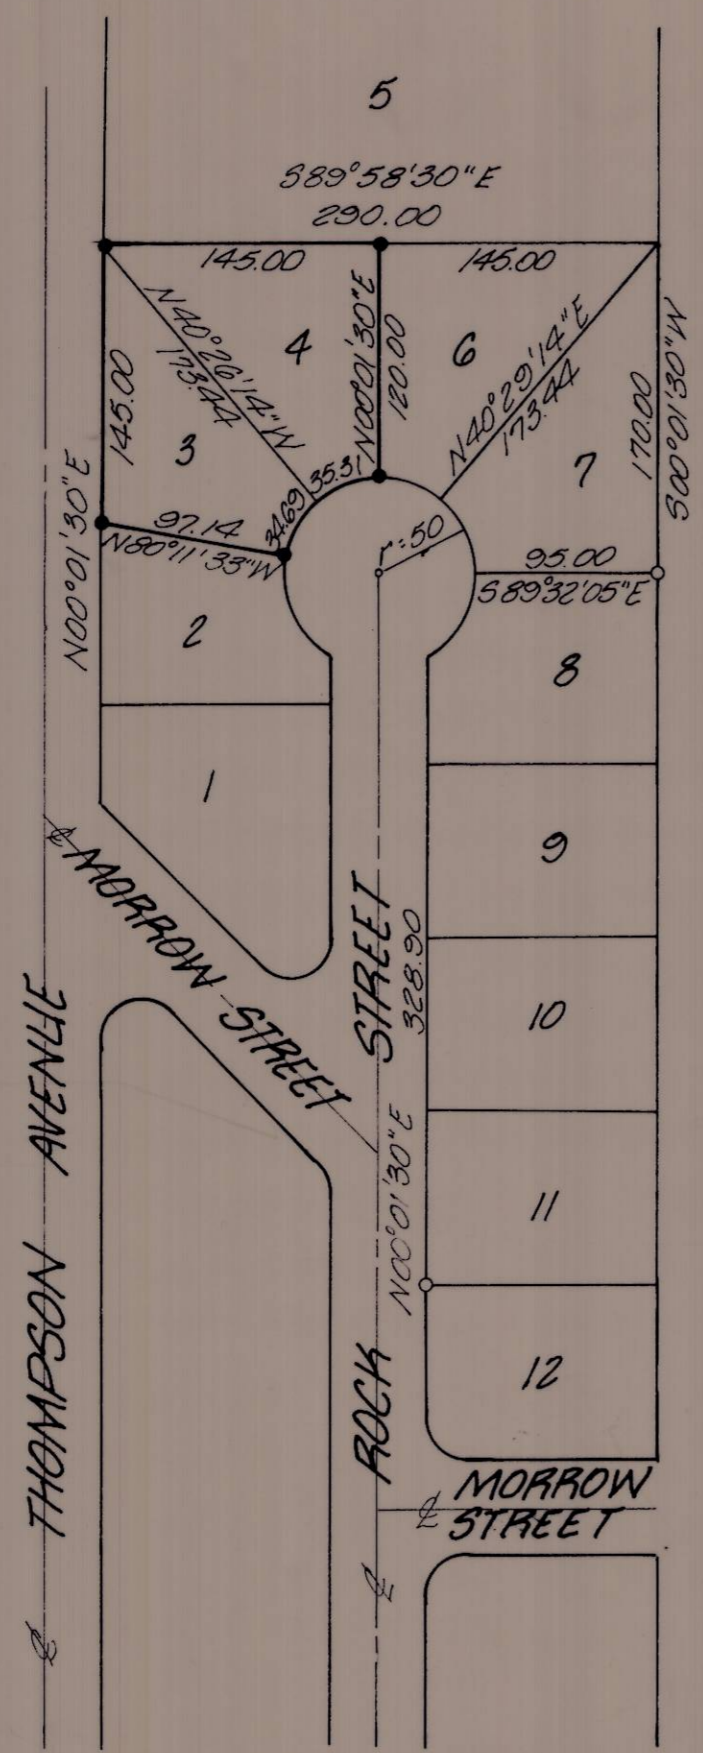 5
S89°58'30"E
290.00
145.00
145.00
N40°26'14"W
173.44
4
N00°01'30"E
120.00
6
N40°29'14"E
173.44
145.00
3
7
170.00
S00°01'30"W
35.31
34.69
N00°01'30"E
97.14
N80°11'33"W
r=50
95.00
S89°32'05"E
2
8
1
9
℄
MORROW STREET
328.90
N00°01'30"E
10
11
12
THOMPSON AVENUE
℄
ROCK STREET
℄
℄
MORROW
STREET